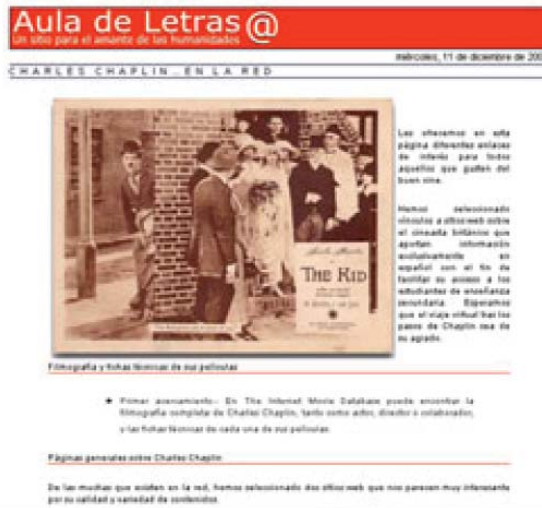 Aula de Letras@
Un sitio para el amante de las humanidades
miércoles, 11 de diciembre de 200
CHARLES CHAPLIN.. EN LA RED
Les ofrecemos en esta
página diferentes enlaces
de interés para todos
aquellos que gusten del
buen cine.
Hemos seleccionado
vínculos a sitios web sobre
el cineasta británico que
aportan información
exclusivamente en
español con el fin de
facilitar su acceso a los
estudiantes de enseñanza
secundaria. Esperamos
que el viaje virtual tras los
pasos de Chaplin sea de
su agrado.
THE KID
Filmografía y fichas técnicas de sus películas
Primer acercamiento.- En The Internet Movie Database puede encontrar la
filmografía completa de Charles Chaplin, tanto como actor, director o colaborador,
y las fichas técnicas de cada una de sus películas.
Páginas generales sobre Charles Chaplin
De las muchas que existen en la red, hemos seleccionado dos sitios web que nos parecen muy interesante
por su calidad y variedad de contenidos.